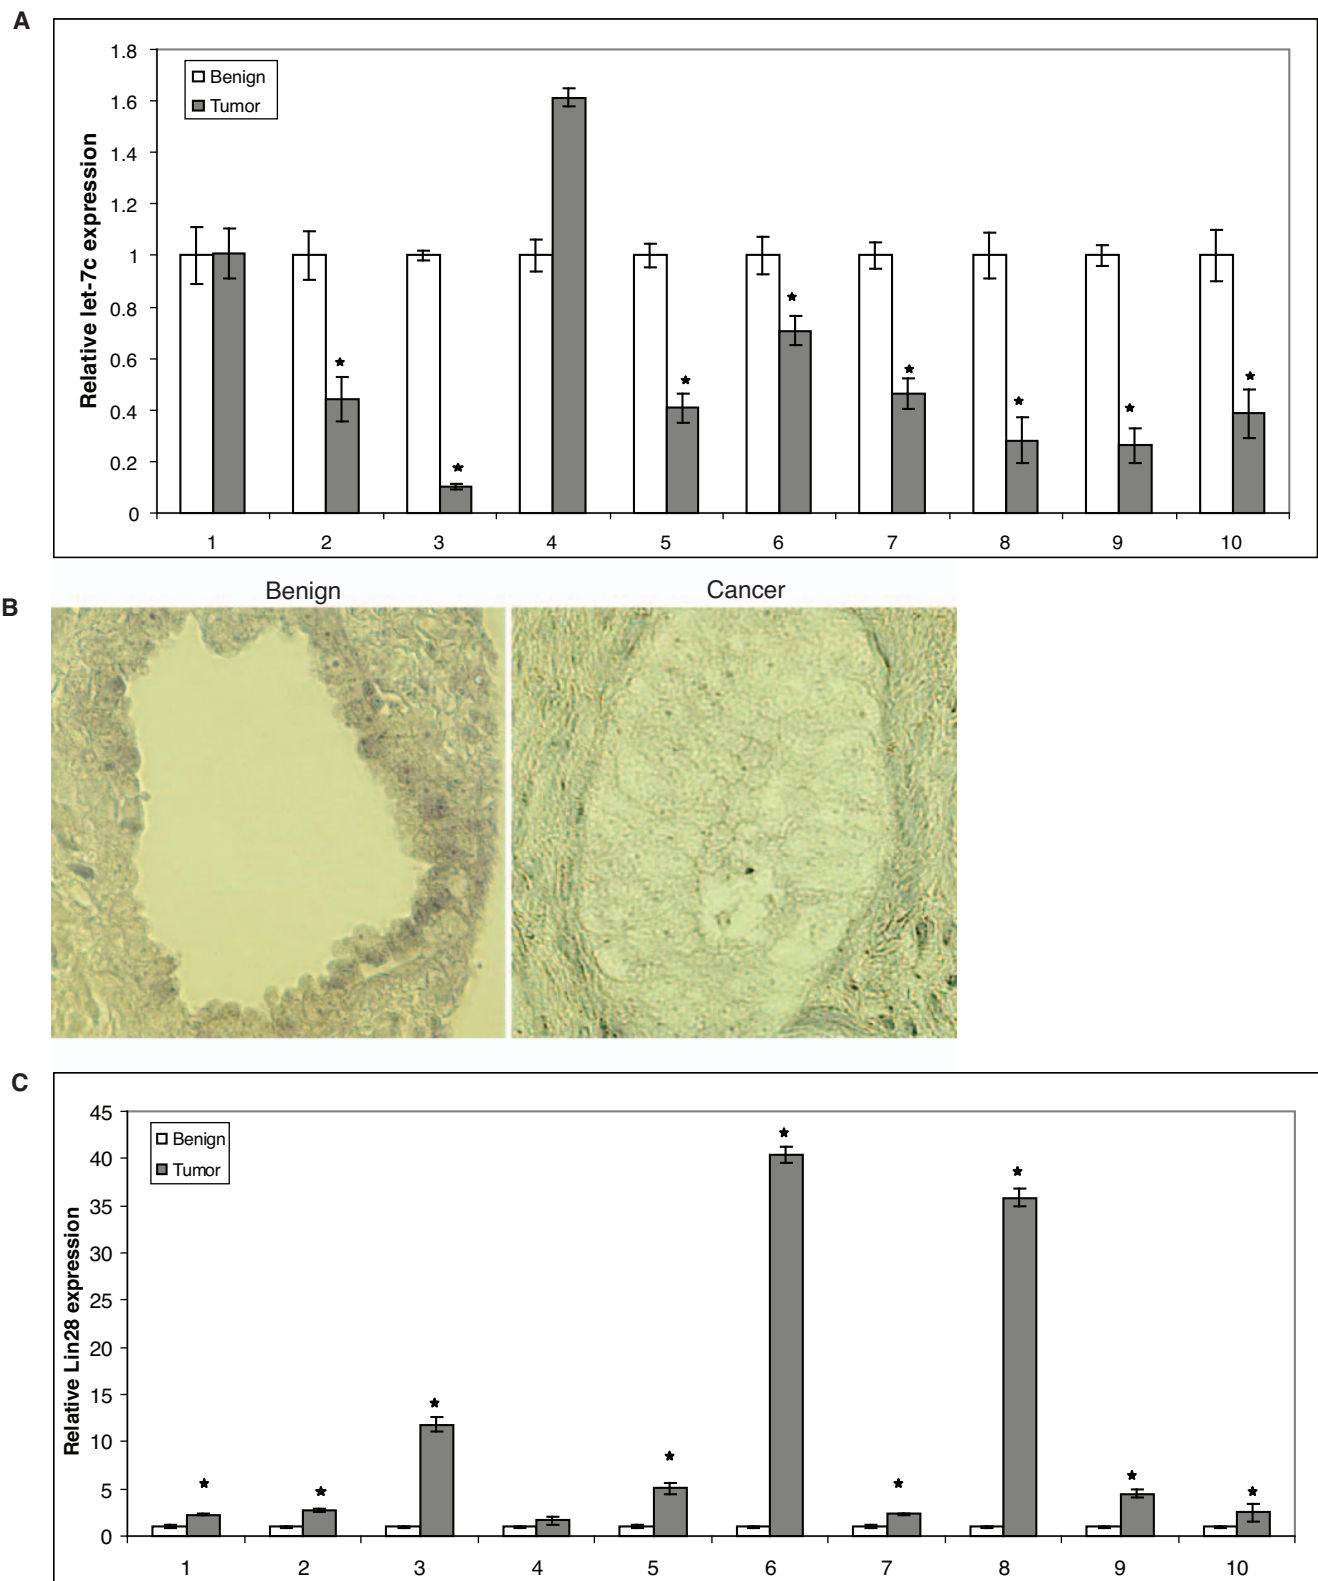 A
Relative let-7c expression
1.8
1.6
1.4
1.2
1
0.8
0.6
0.4
0.2
0
Benign
Tumor
1 2 3 4 5 6 7 8 9 10
B
Benign Cancer
C
Relative Lin28 expression
45
40
35
30
25
20
15
10
5
0
Benign
Tumor
1 2 3 4 5 6 7 8 9 10